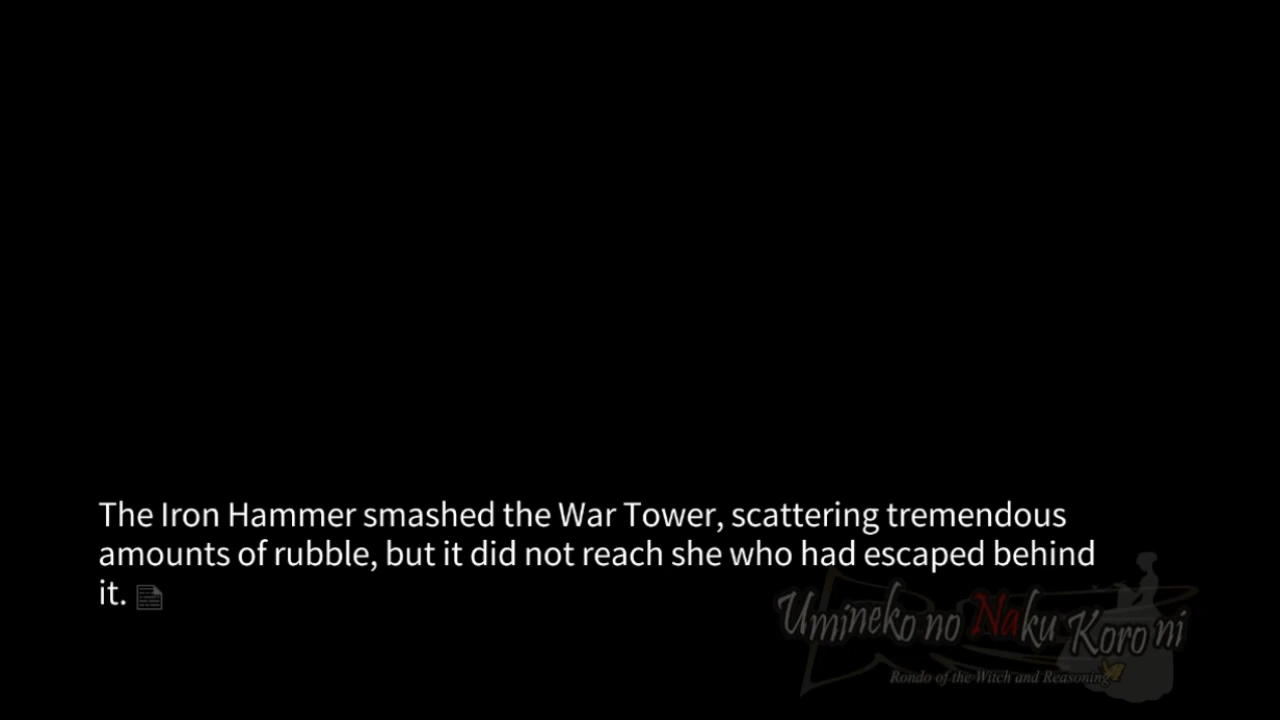 The Iron Hammer smashed the War Tower, scattering tremendous
amounts of rubble, but it did not reach she who had escaped behind
it.
Umineko no Naku Koro ni
Rondo of the Witch and Reasoning